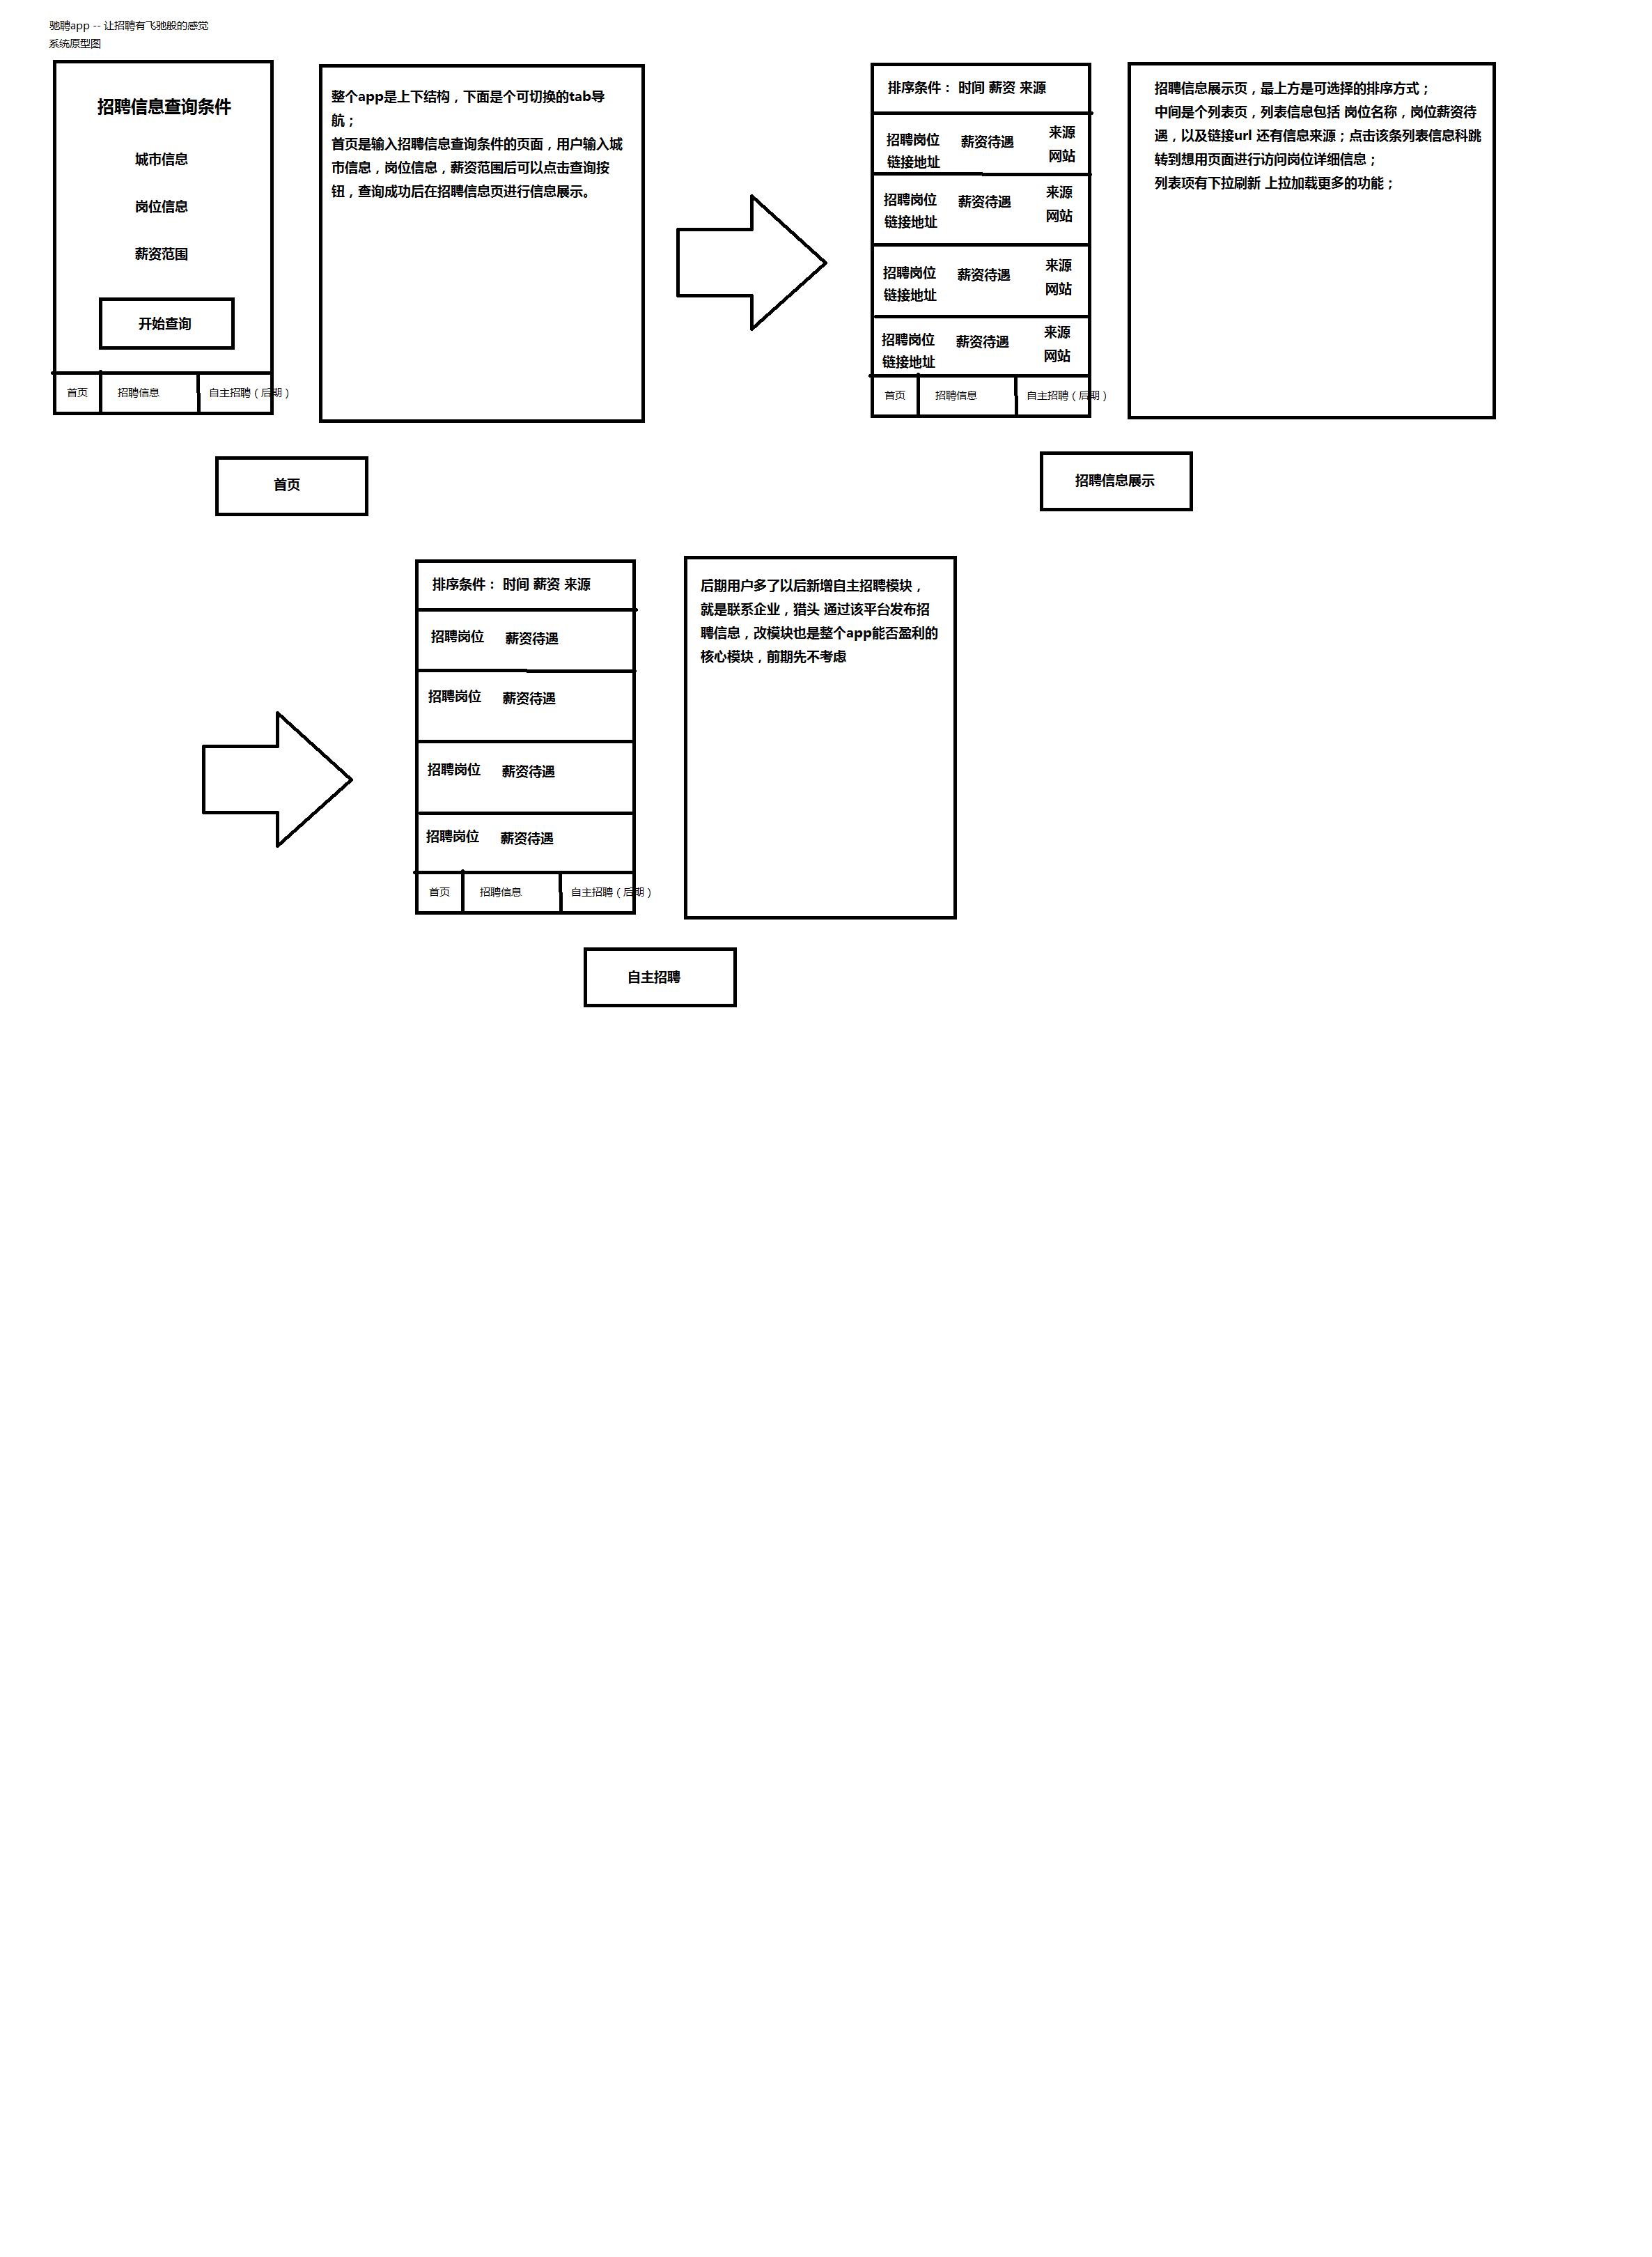 驰聘app -- 让招聘有飞驰般的感觉
系统原型图
招聘信息查询条件
城市信息
岗位信息
薪资范围
开始查询
首页 招聘信息 自主招聘（后期）
整个app是上下结构，下面是个可切换的tab导
航；
首页是输入招聘信息查询条件的页面，用户输入城
市信息，岗位信息，薪资范围后可以点击查询按
钮，查询成功后在招聘信息页进行信息展示。
首页
排序条件： 时间 薪资 来源
招聘岗位 薪资待遇 来源
链接地址 网站
招聘岗位 薪资待遇 来源
链接地址 网站
招聘岗位 薪资待遇 来源
链接地址 网站
招聘岗位 薪资待遇 来源
链接地址 网站
首页 招聘信息 自主招聘（后期）
招聘信息展示页，最上方是可选择的排序方式；
中间是个列表页，列表信息包括 岗位名称，岗位薪资待
遇，以及链接url 还有信息来源；点击该条列表信息科跳
转到想用页面进行访问岗位详细信息；
列表项有下拉刷新 上拉加载更多的功能；
招聘信息展示
排序条件： 时间 薪资 来源
招聘岗位 薪资待遇
招聘岗位 薪资待遇
招聘岗位 薪资待遇
招聘岗位 薪资待遇
首页 招聘信息 自主招聘（后期）
后期用户多了以后新增自主招聘模块，
就是联系企业，猎头 通过该平台发布招
聘信息，改模块也是整个app能否盈利的
核心模块，前期先不考虑
自主招聘